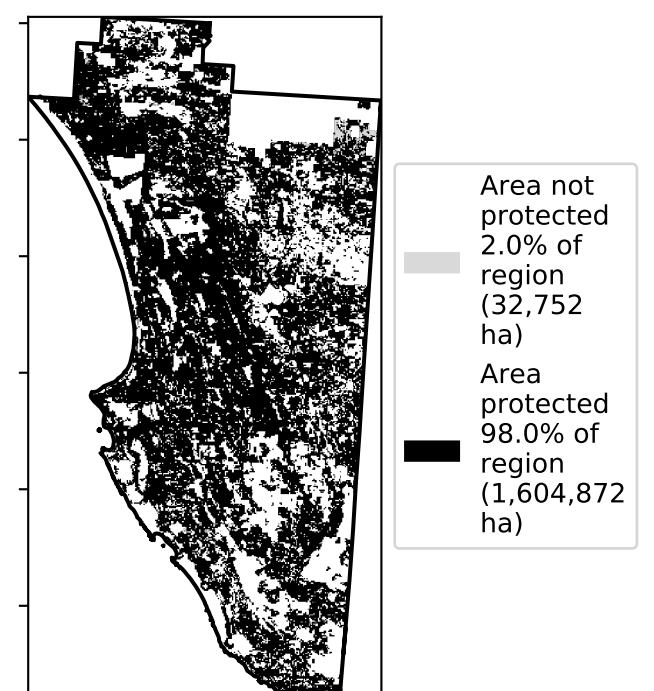 Area not
protected
2.0% of
region
(32,752
ha)
Area
protected
98.0% of
region
(1,604,872
ha)